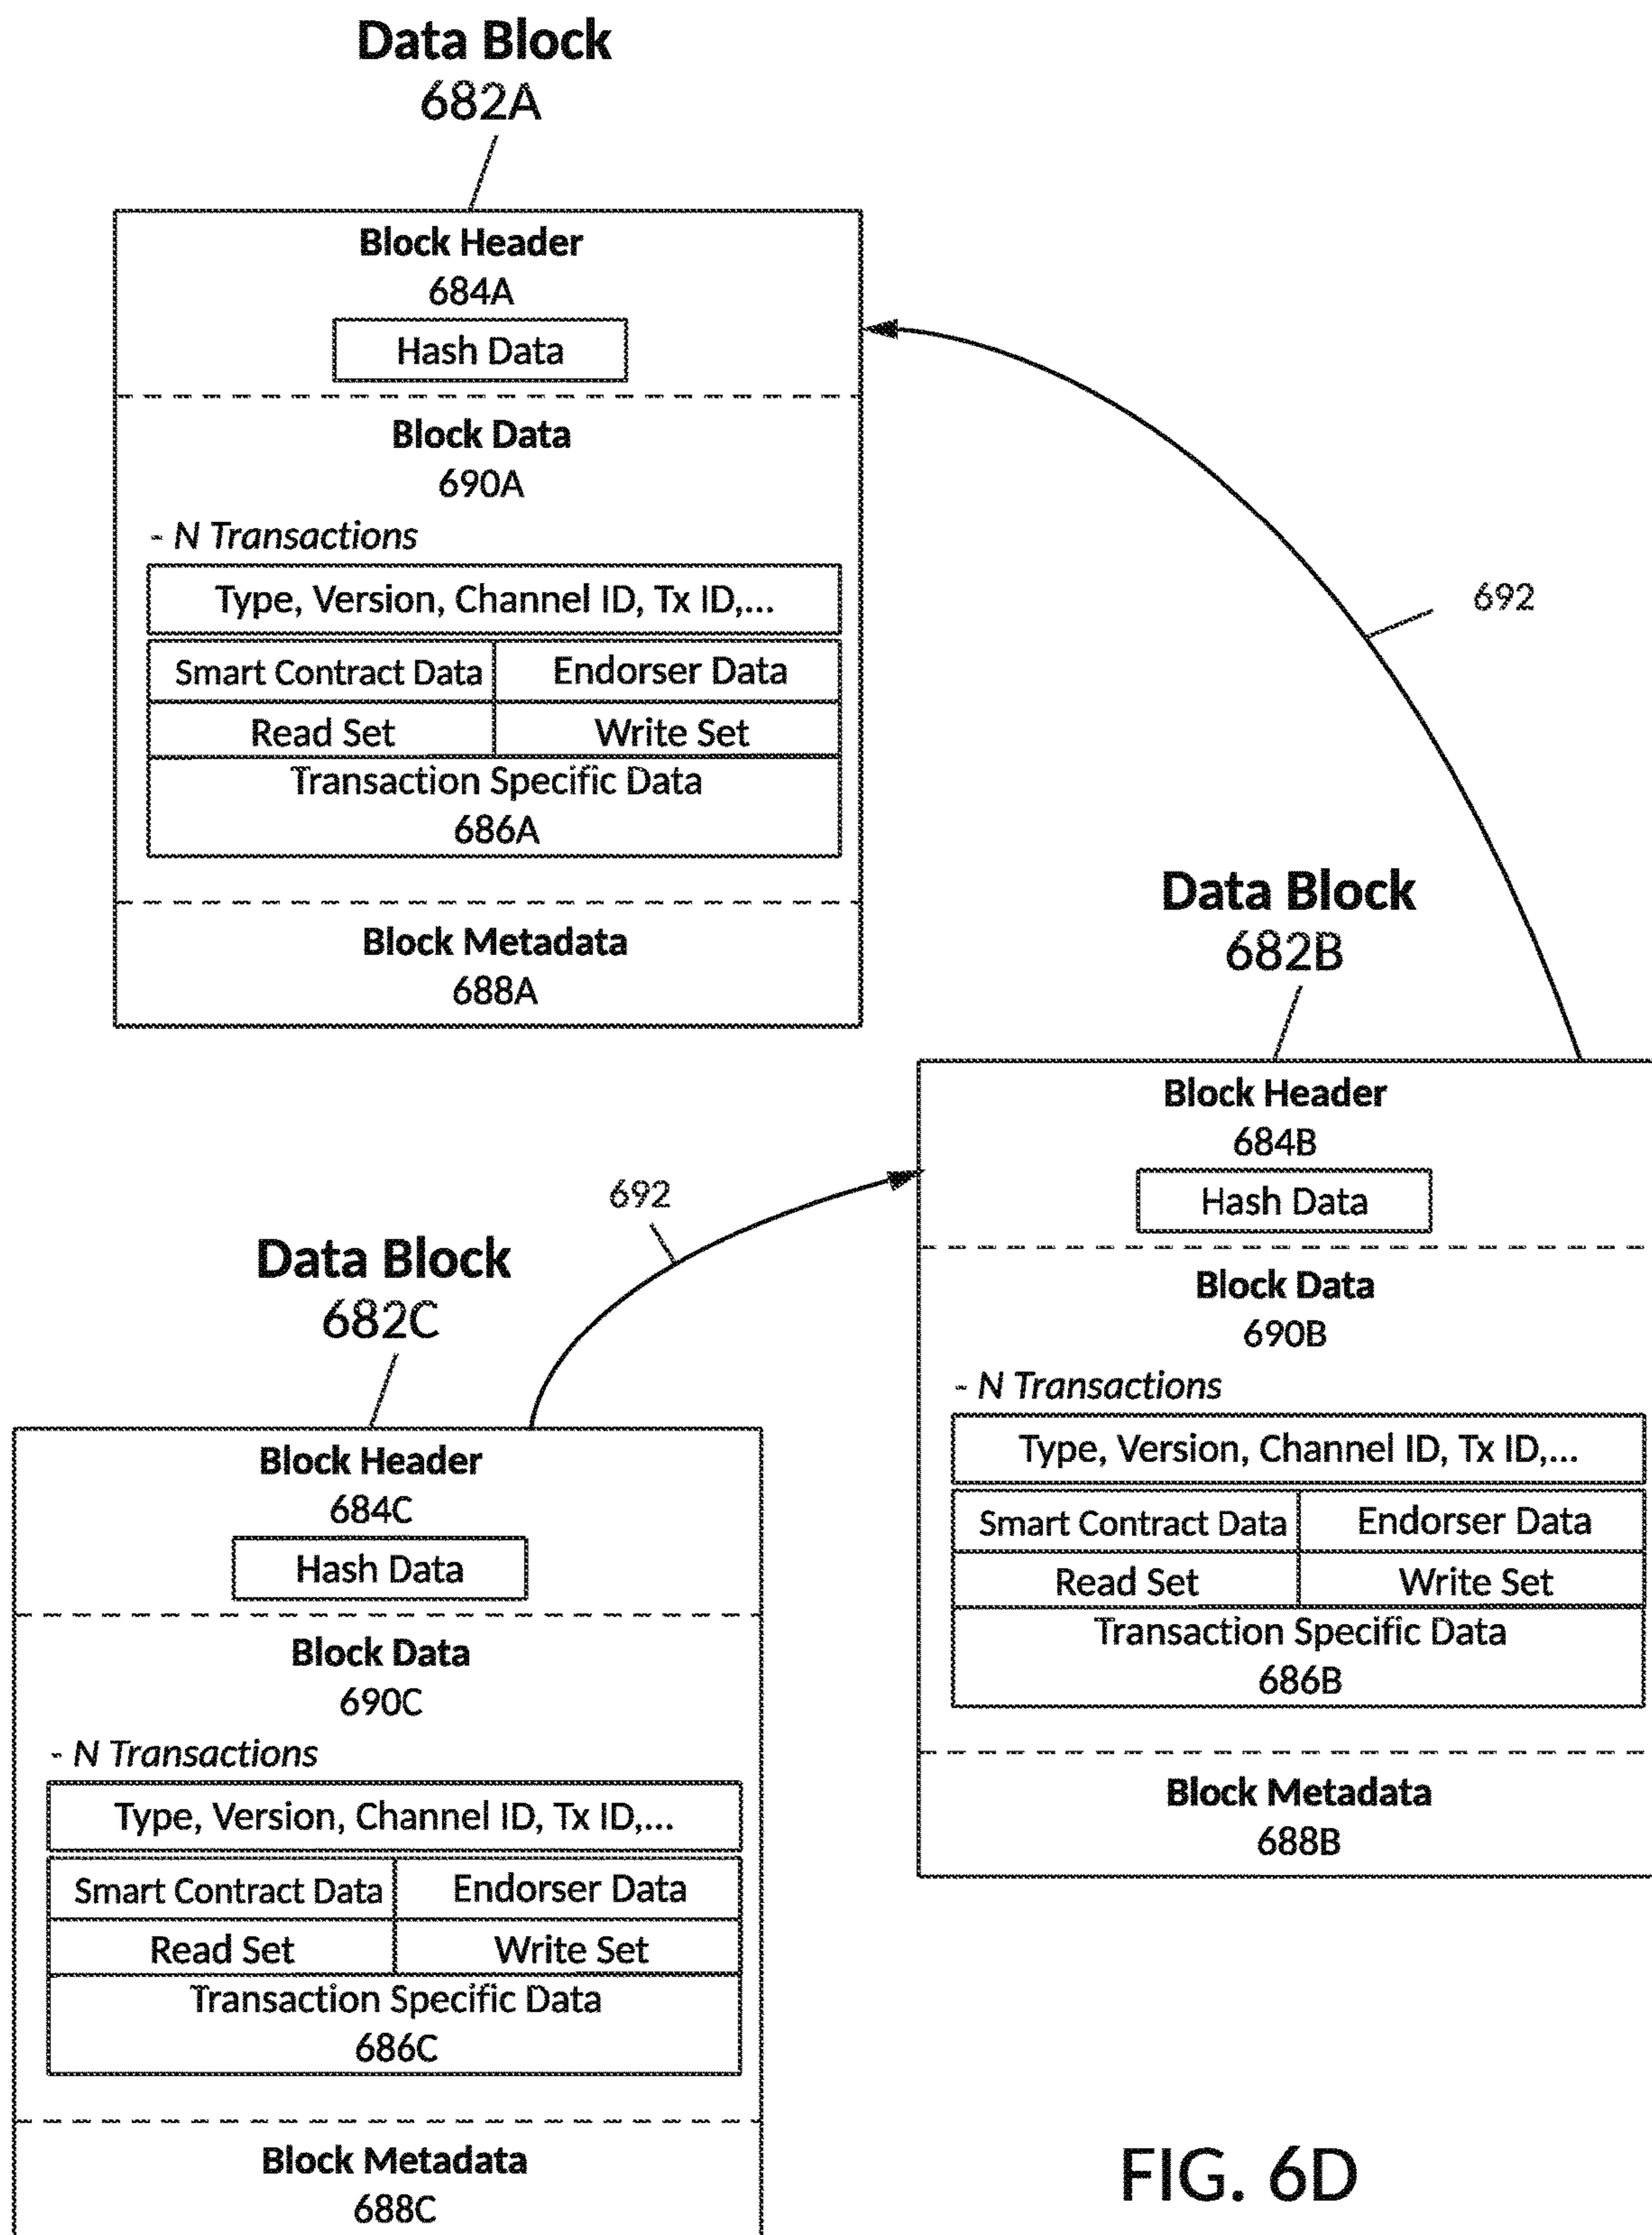 Data Block
682A
Block Header
684A
Hash Data
Block Data
690A
- N Transactions
Type, Version, Channel ID, Tx ID,...
Smart Contract Data
Endorser Data
Read Set
Write Set
Transaction Specific Data
686A
Block Metadata
688A
692
Data Block
682B
Block Header
684B
Hash Data
Block Data
690B
- N Transactions
Type, Version, Channel ID, Tx ID,...
Smart Contract Data
Endorser Data
Read Set
Write Set
Transaction Specific Data
686B
Block Metadata
688B
692
Data Block
682C
Block Header
684C
Hash Data
Block Data
690C
- N Transactions
Type, Version, Channel ID, Tx ID,...
Smart Contract Data
Endorser Data
Read Set
Write Set
Transaction Specific Data
686C
Block Metadata
688C
FIG. 6D